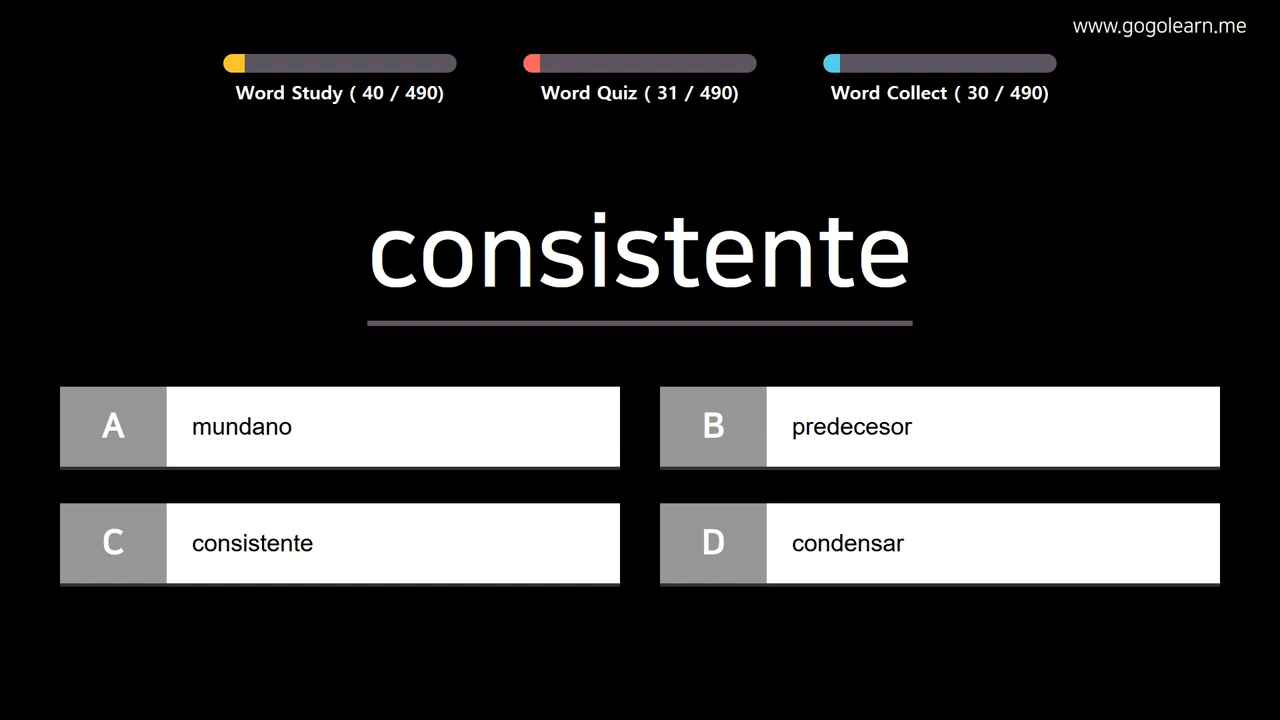 www.gogolearn.me
Word Study ( 40 / 490)
Word Quiz ( 31 / 490)
Word Collect ( 30 / 490)
consistente
A mundano
B predecesor
C consistente
D condensar